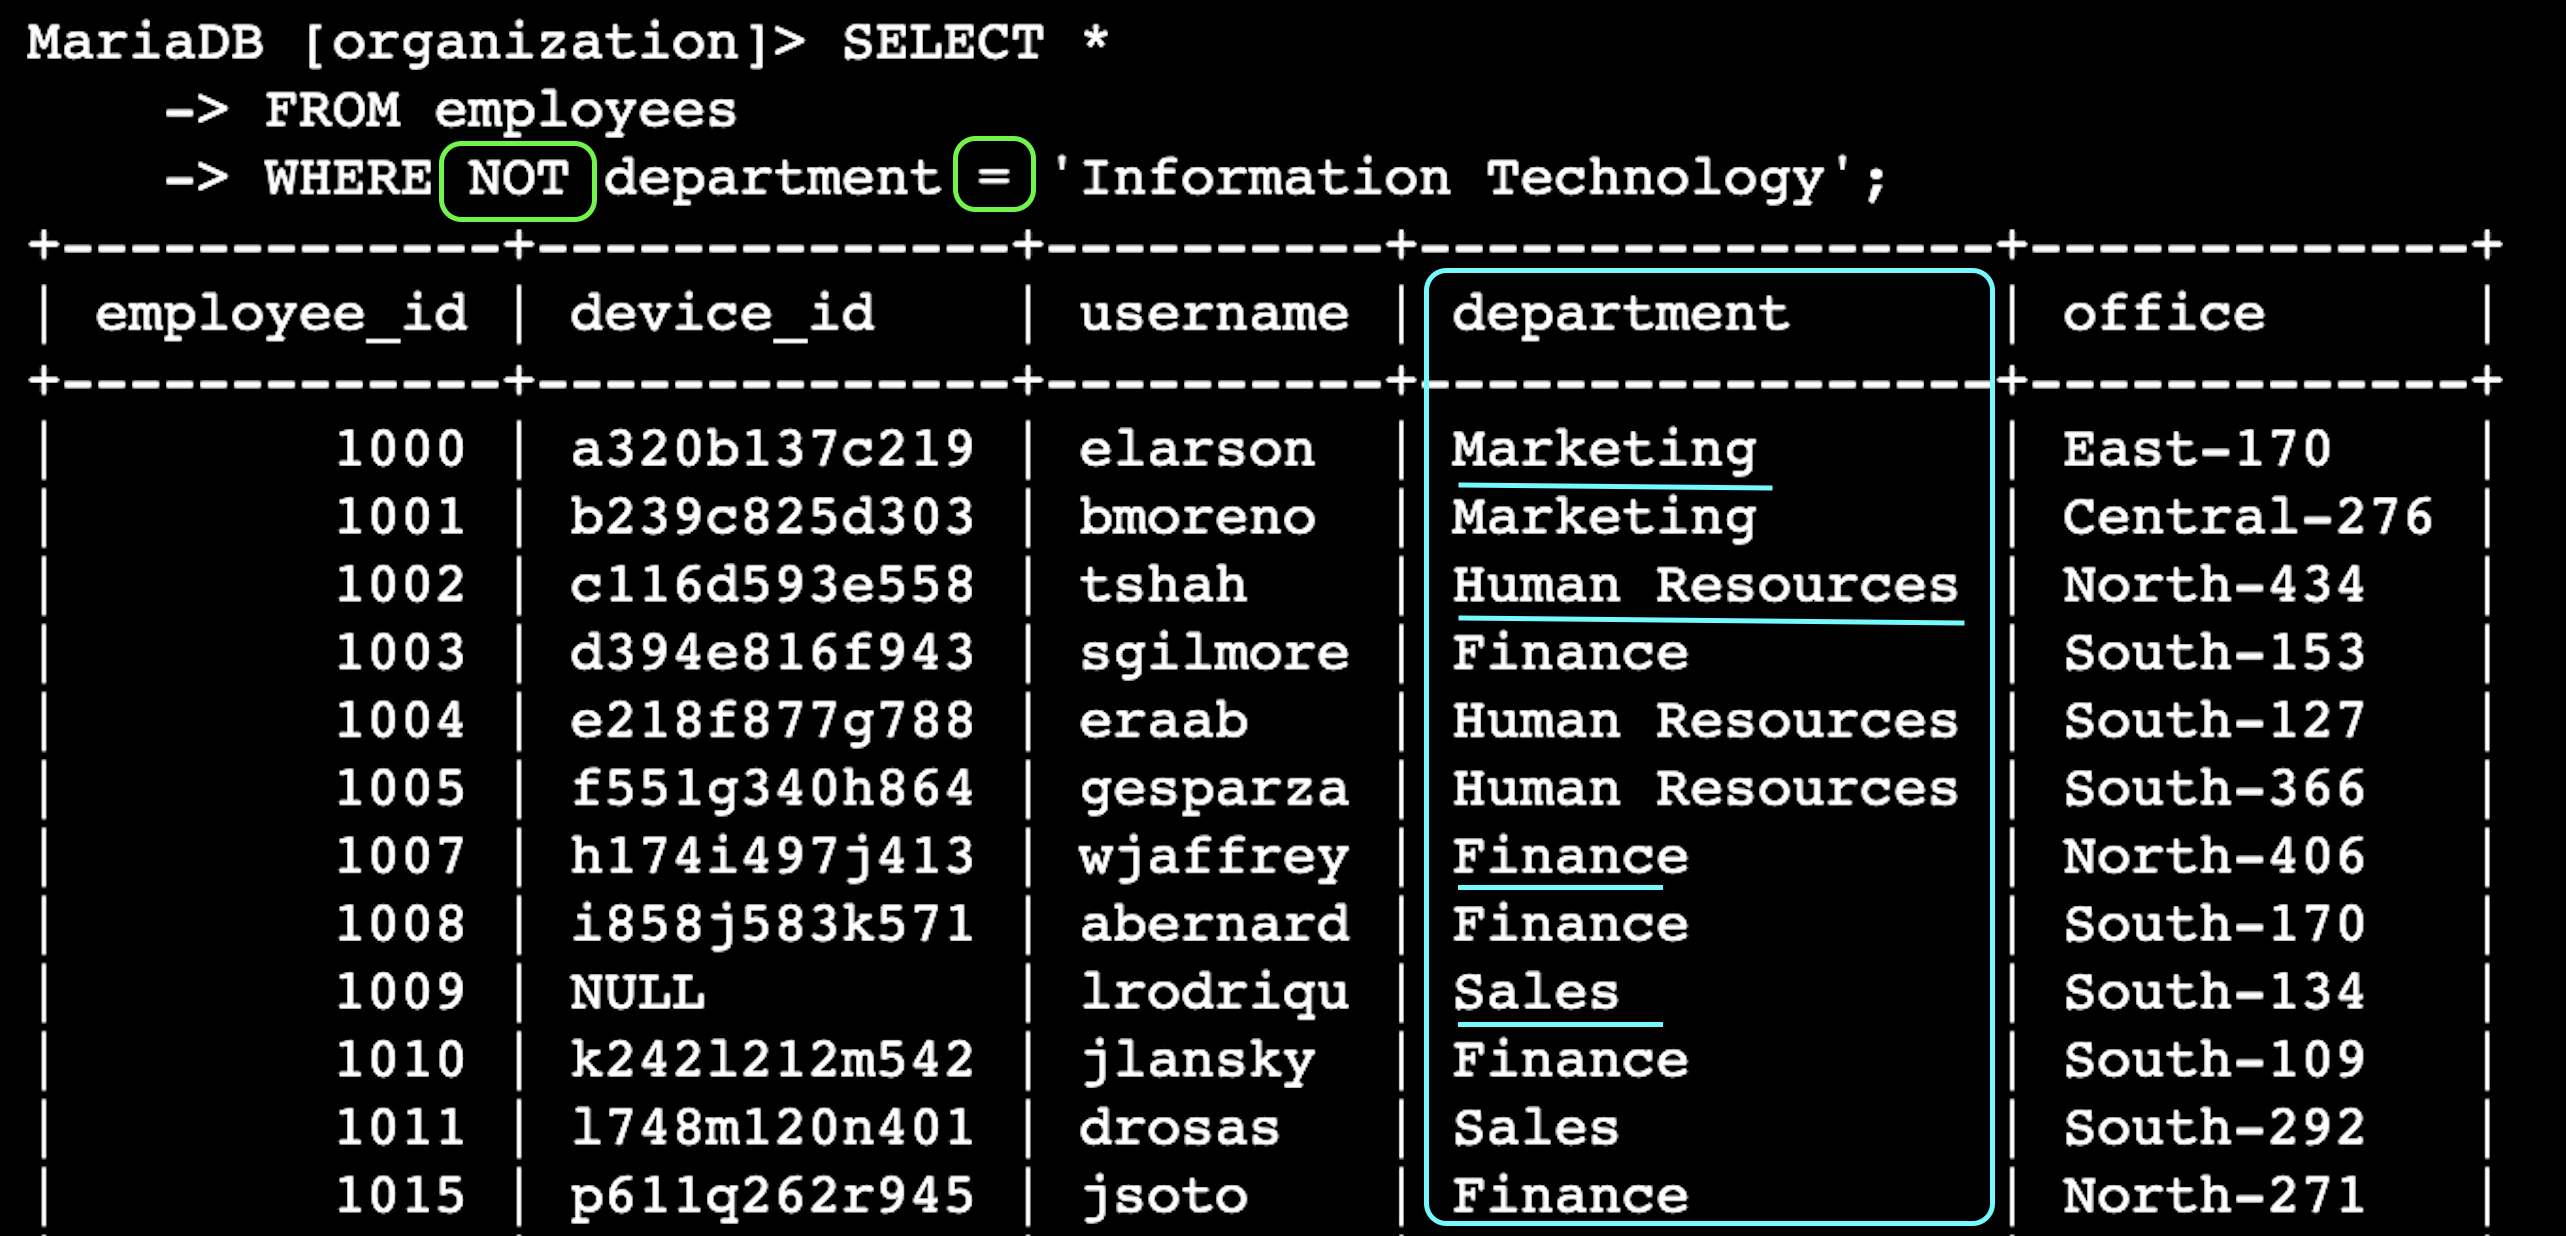 MariaDB [organization]> SELECT *
    -> FROM employees
    -> WHERE NOT department = 'Information Technology';
+-------------+--------------+----------+-----------------+-------------+
| employee_id | device_id    | username | department      | office      |
+-------------+--------------+----------+-----------------+-------------+
|        1000 | a320b137c219 | elarson  | Marketing       | East-170    |
|        1001 | b239c825d303 | bmoreno  | Marketing       | Central-276 |
|        1002 | c116d593e558 | tshah    | Human Resources | North-434   |
|        1003 | d394e816f943 | sgilmore | Finance         | South-153   |
|        1004 | e218f877g788 | eraab    | Human Resources | South-127   |
|        1005 | f551g340h864 | gesparza | Human Resources | South-366   |
|        1007 | h174i497j413 | wjaffrey | Finance         | North-406   |
|        1008 | i858j583k571 | abernard | Finance         | South-170   |
|        1009 | NULL         | lrodriqu | Sales           | South-134   |
|        1010 | k242l212m542 | jlansky  | Finance         | South-109   |
|        1011 | l748m120n401 | drosas   | Sales           | South-292   |
|        1015 | p611q262r945 | jsoto    | Finance         | North-271   |